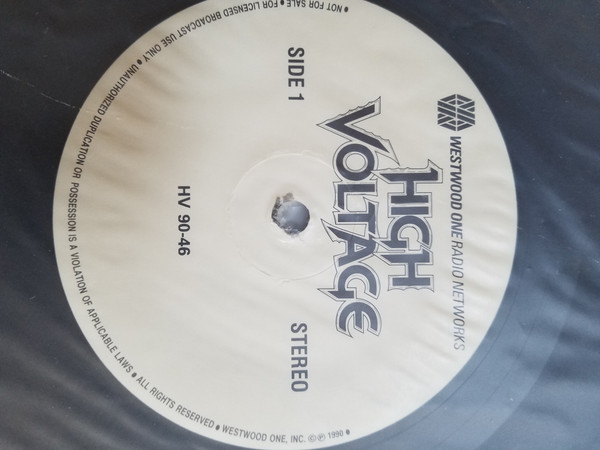 WESTWOOD ONE RADIO NETWORKS
HIGH
VOLTAGE
SIDE 1
STEREO
HV 90-46
• NOT FOR SALE • FOR LICENSED BROADCAST USE ONLY • UNAUTHORIZED DUPLICATION OR POSSESSION IS A VIOLATION OF APPLICABLE LAWS • ALL RIGHTS RESERVED • WESTWOOD ONE, INC. ©℗ 1990 •